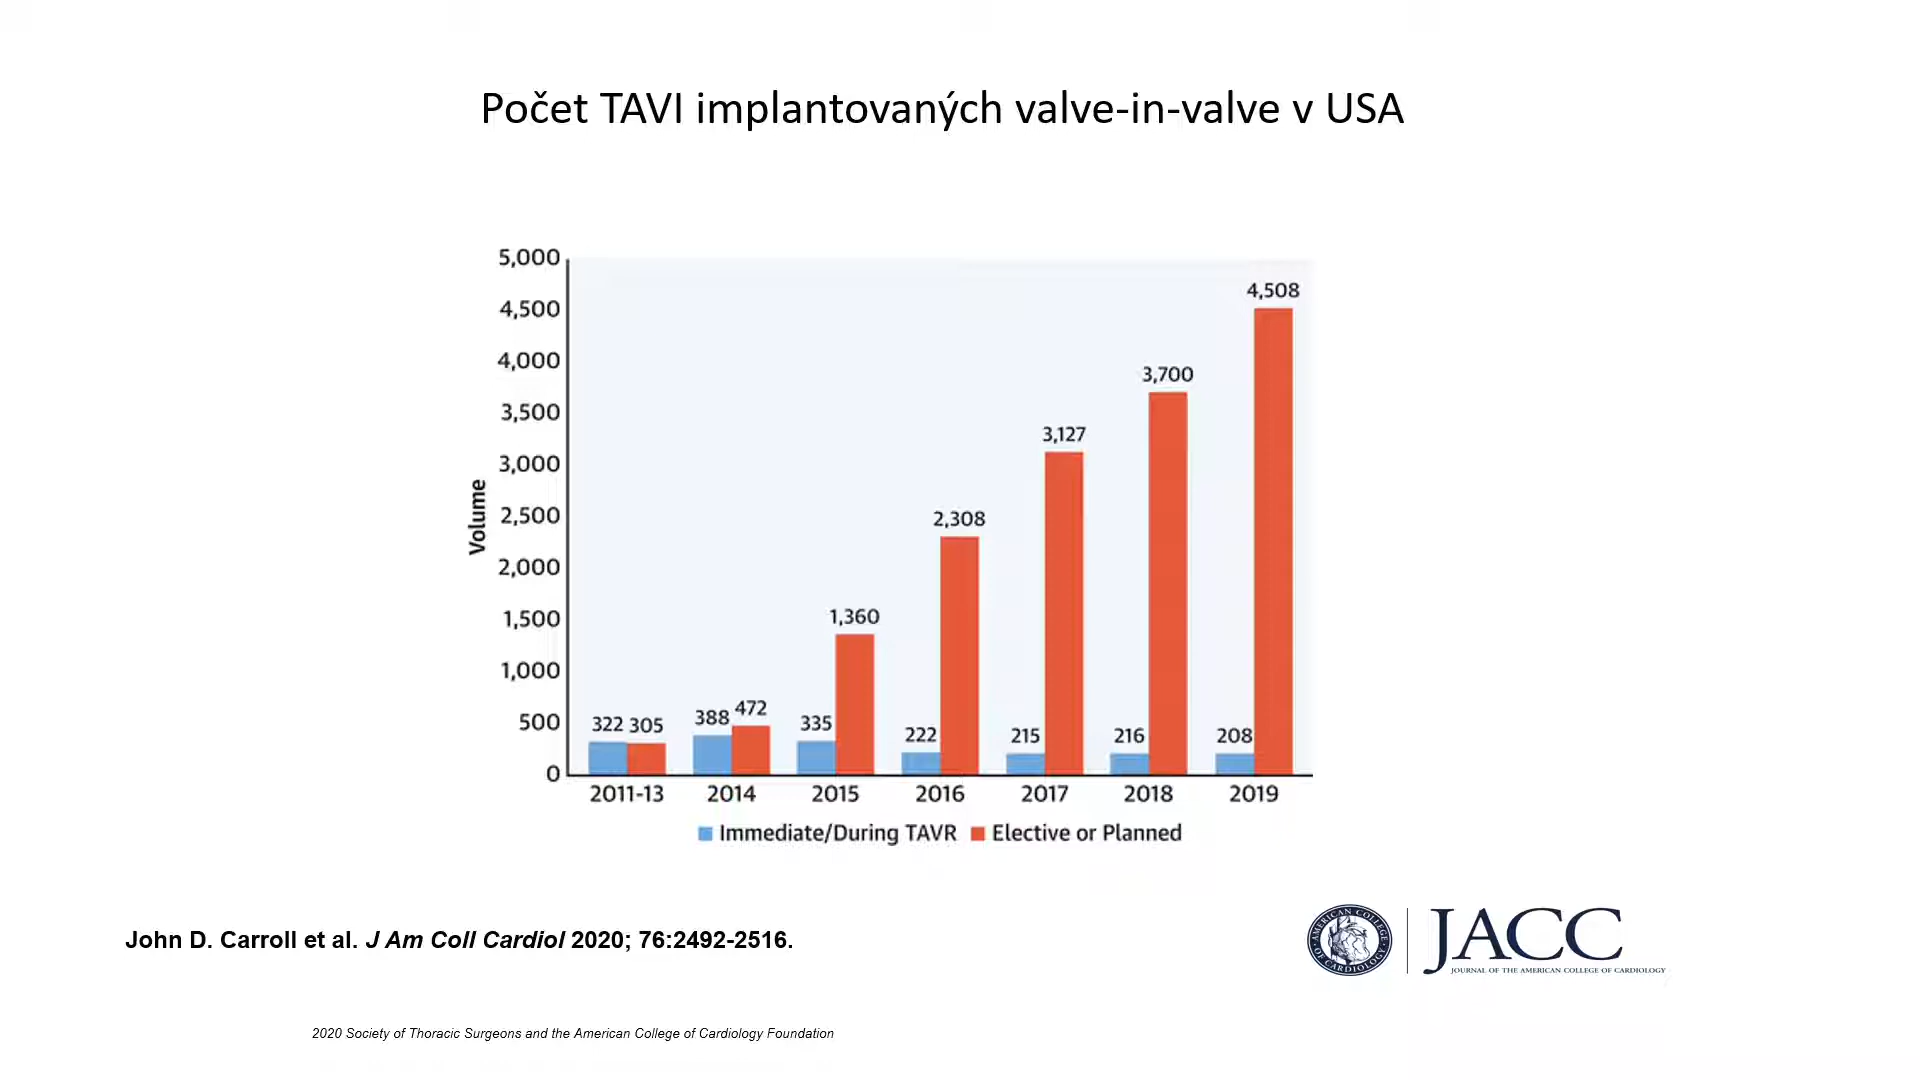 Počet TAVI implantovaných valve-in-valve v USA
5,000
4,500
4,000
3,500
3,000
2,500
2,000
1,500
1,000
500
0
Volume
322 305
388 472
335 1,360
222 2,308
215 3,127
216 3,700
208 4,508
2011-13 2014 2015 2016 2017 2018 2019
Immediate/During TAVR Elective or Planned
John D. Carroll et al. J Am Coll Cardiol 2020; 76:2492-2516.
AMERICAN COLLEGE OF CARDIOLOGY
JACC
JOURNAL OF THE AMERICAN COLLEGE OF CARDIOLOGY
2020 Society of Thoracic Surgeons and the American College of Cardiology Foundation